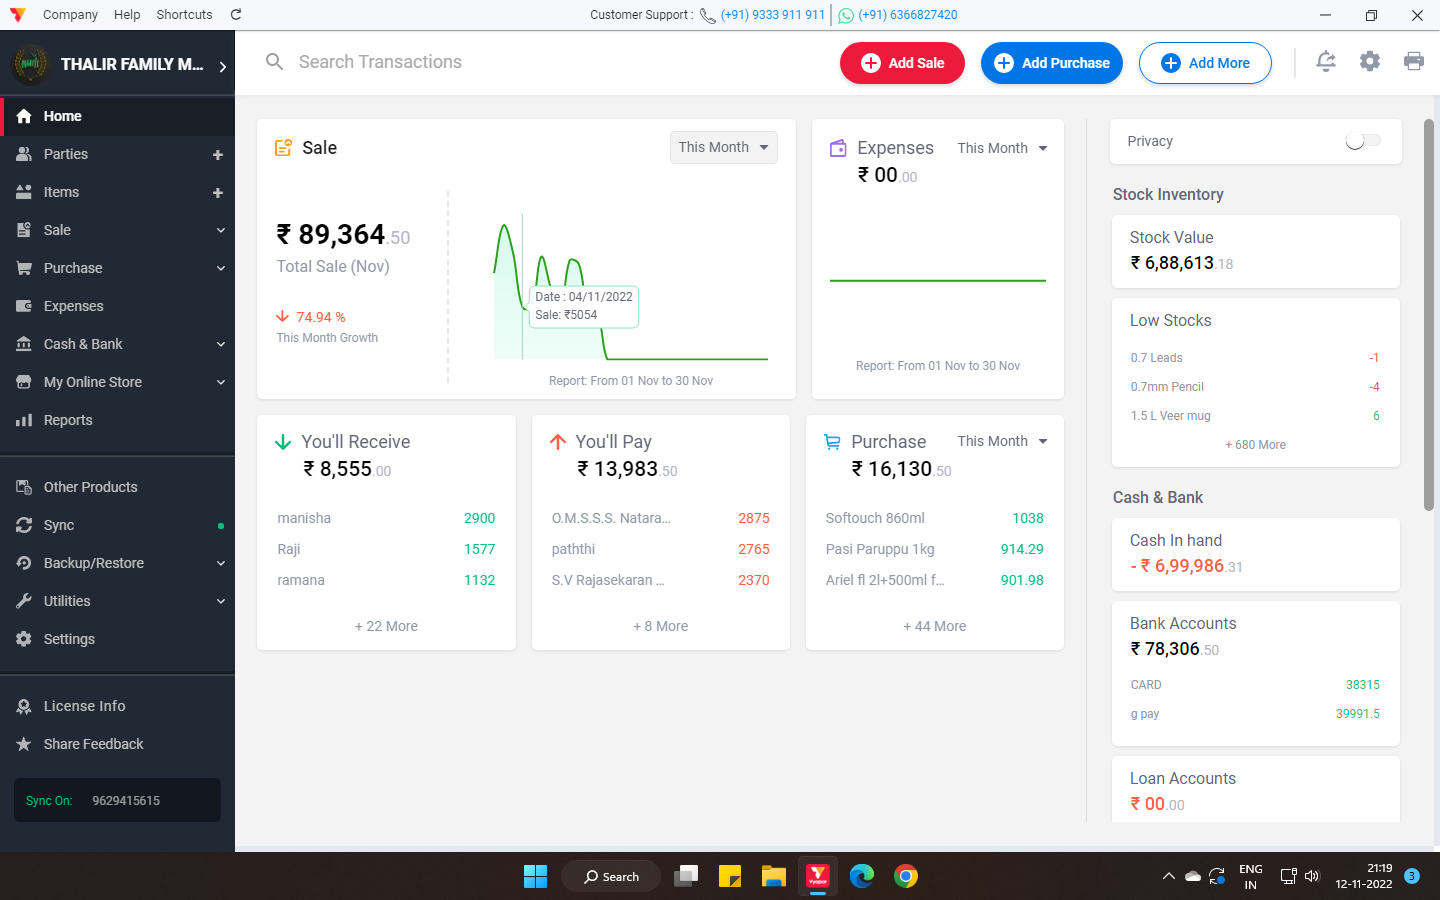 Company Help Shortcuts
Customer Support : (+91) 9333 911 911 (+91) 6366827420
THALIR FAMILY M...
Search Transactions
Add Sale
Add Purchase
Add More
Home
Parties
Items
Sale
Purchase
Expenses
Cash & Bank
My Online Store
Reports
Other Products
Sync
Backup/Restore
Utilities
Settings
License Info
Share Feedback
Sync On: 9629415615
Sale
This Month
₹ 89,364.50
Total Sale (Nov)
74.94 %
This Month Growth
Date : 04/11/2022
Sale: ₹5054
Report: From 01 Nov to 30 Nov
Expenses
This Month
₹ 00.00
Report: From 01 Nov to 30 Nov
You'll Receive
₹ 8,555.00
manisha 2900
Raji 1577
ramana 1132
+ 22 More
You'll Pay
₹ 13,983.50
O.M.S.S.S. Natara... 2875
paththi 2765
S.V Rajasekaran ... 2370
+ 8 More
Purchase
This Month
₹ 16,130.50
Softouch 860ml 1038
Pasi Paruppu 1kg 914.29
Ariel fl 2l+500ml f... 901.98
+ 44 More
Privacy
Stock Inventory
Stock Value
₹ 6,88,613.18
Low Stocks
0.7 Leads -1
0.7mm Pencil -4
1.5 L Veer mug 6
+ 680 More
Cash & Bank
Cash In hand
- ₹ 6,99,986.31
Bank Accounts
₹ 78,306.50
CARD 38315
g pay 39991.5
Loan Accounts
₹ 00.00
Search
Vyapar
ENG
IN
21:19
12-11-2022
3